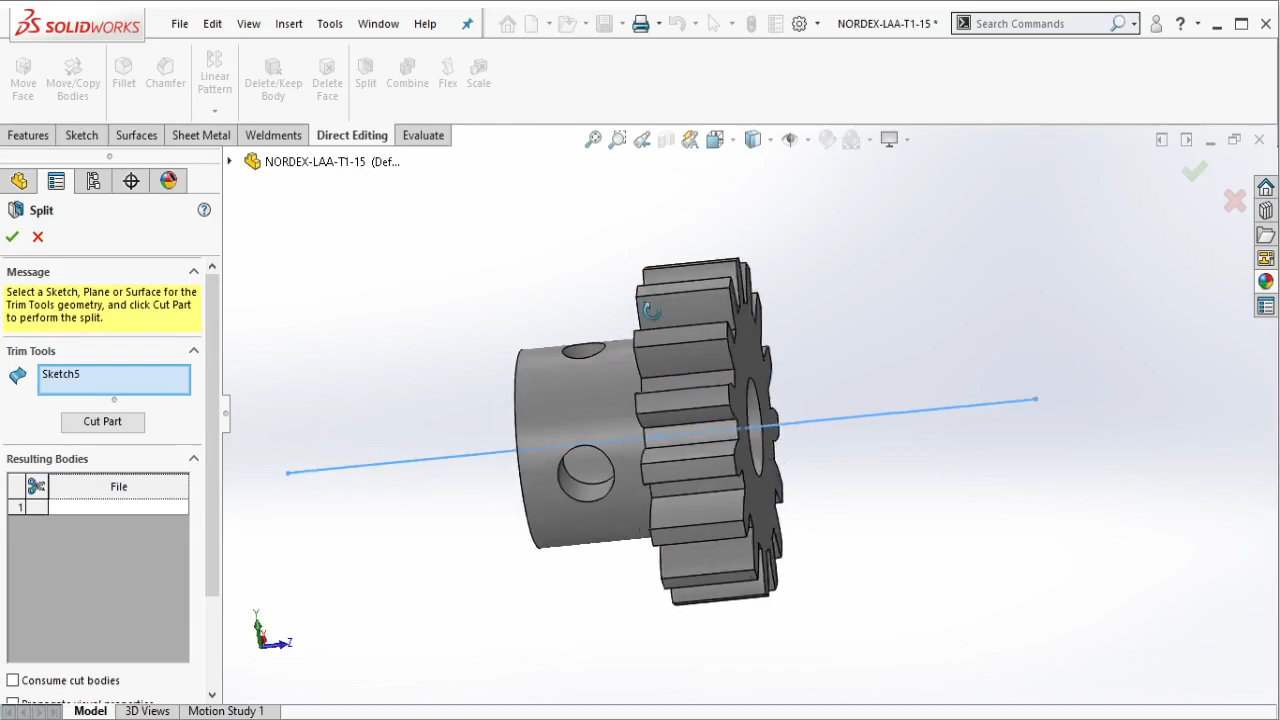 SOLIDWORKS File Edit View Insert Tools Window Help NORDEX-LAA-T1-15 * Search Commands
Move Face Move/Copy Bodies Fillet Chamfer Linear Pattern Delete/Keep Body Delete Face Split Combine Flex Scale
Features Sketch Surfaces Sheet Metal Weldments Direct Editing Evaluate
NORDEX-LAA-T1-15 (Def...
Split
Message
Select a Sketch, Plane or Surface for the
Trim Tools geometry, and click Cut Part
to perform the split.
Trim Tools
Sketch5
Cut Part
Resulting Bodies
File
1
Consume cut bodies
Propagate visual properties
Y
Z
Model 3D Views Motion Study 1